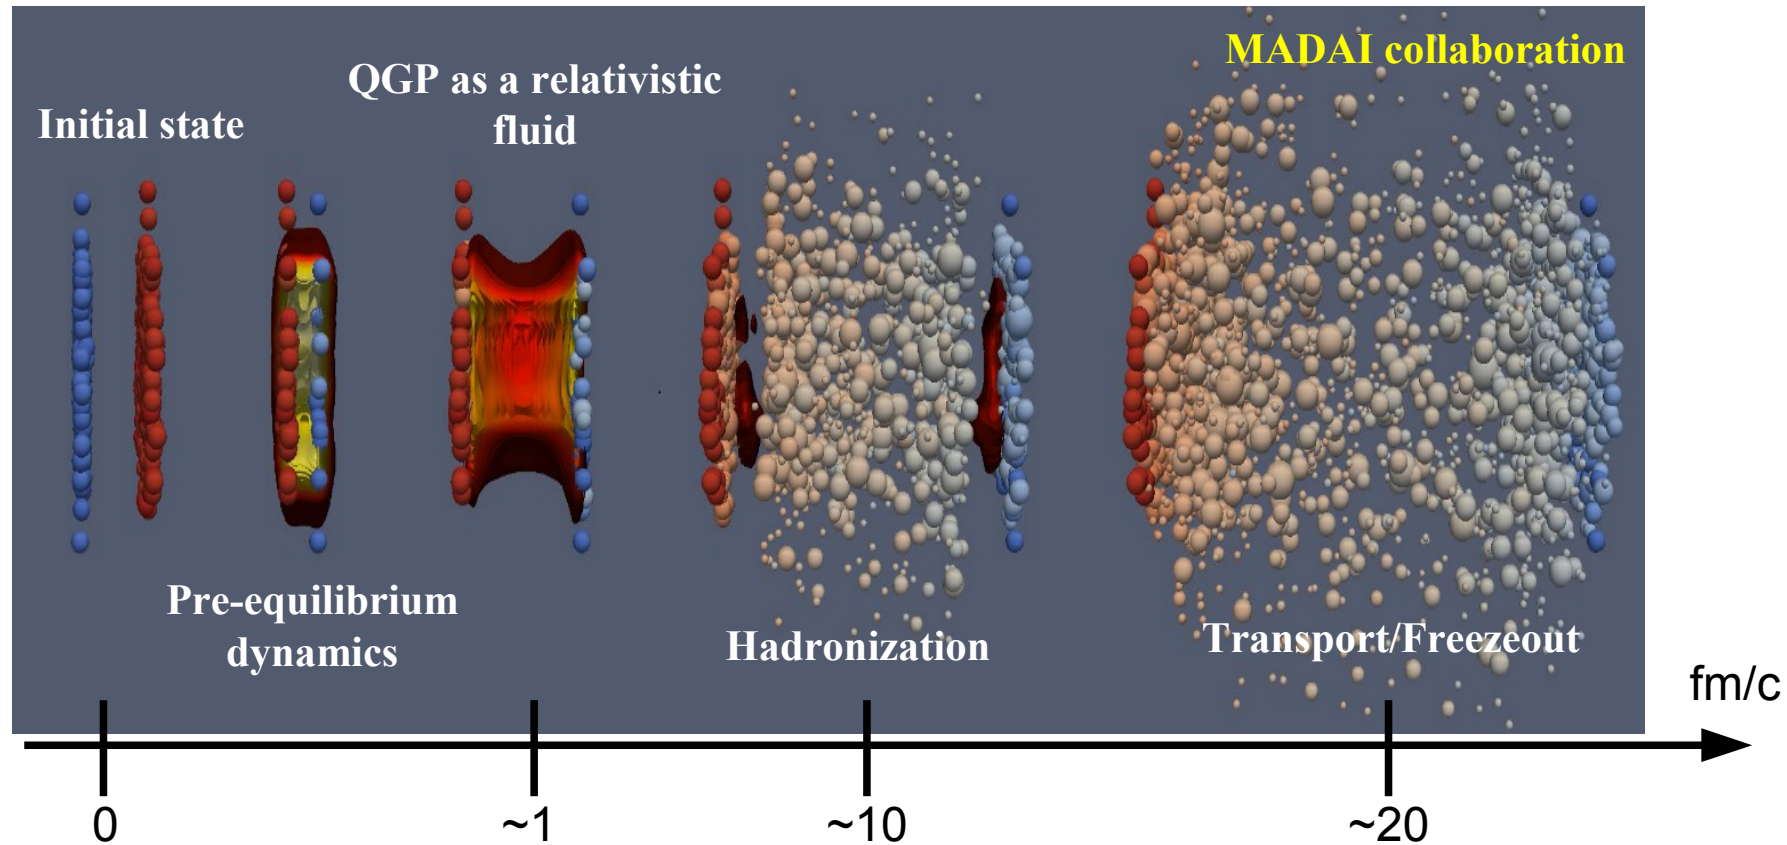 MADAI collaboration
QGP as a relativistic
fluid
Initial state
Pre-equilibrium
dynamics
Hadronization
Transport/Freezeout
fm/c
0
~1
~10
~20